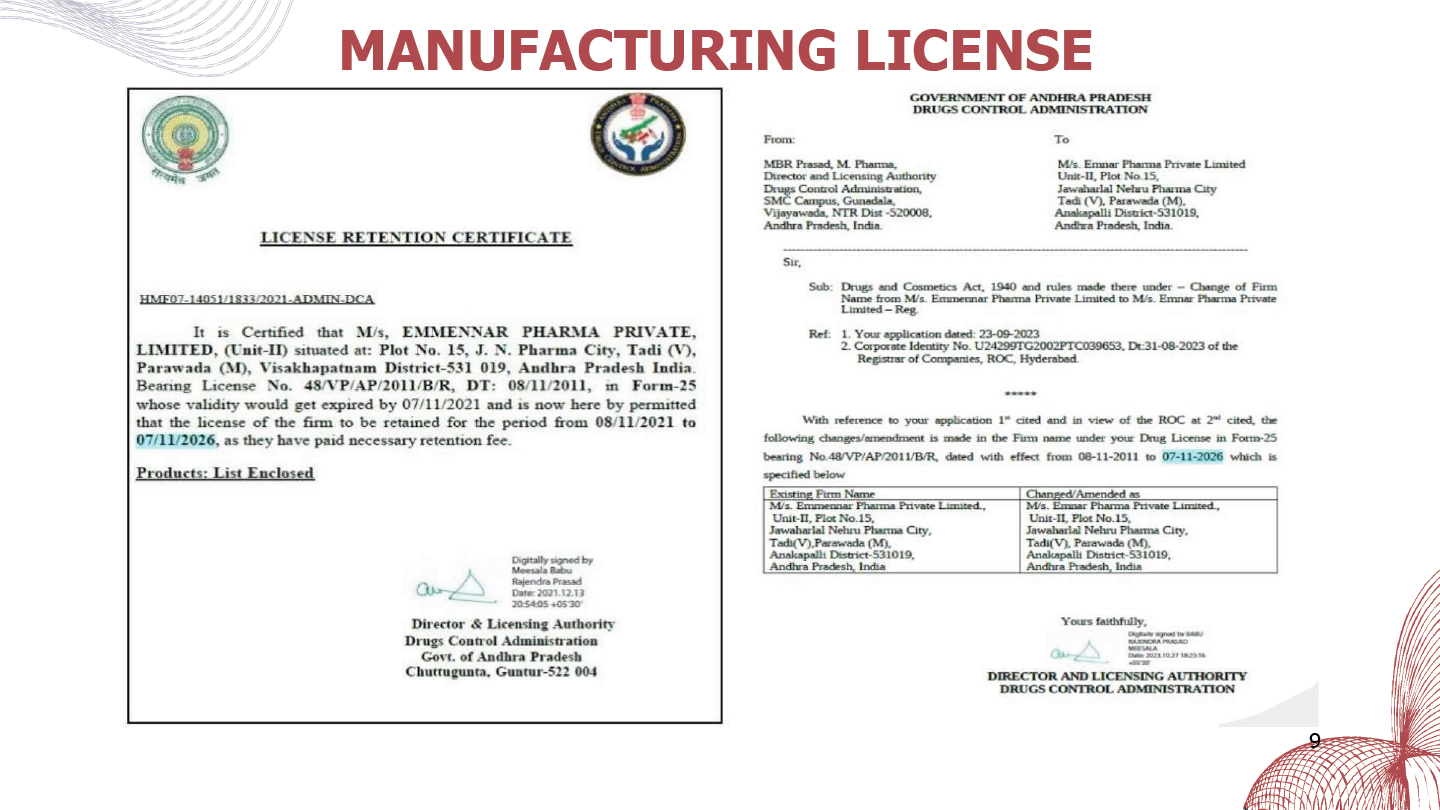 MANUFACTURING LICENSE
सत्यमेव जयते
ANDHRA PRADESH
DRUGS CONTROL ADMINISTRATION
LICENSE RETENTION CERTIFICATE
HMF07-14051/1833/2021-ADMIN-DCA
It is Certified that M/s, EMMENNAR PHARMA PRIVATE,
LIMITED, (Unit-II) situated at: Plot No. 15, J. N. Pharma City, Tadi (V),
Parawada (M), Visakhapatnam District-531 019, Andhra Pradesh India.
Bearing License No. 48/VP/AP/2011/B/R, DT: 08/11/2011, in Form-25
whose validity would get expired by 07/11/2021 and is now here by permitted
that the license of the firm to be retained for the period from 08/11/2021 to
07/11/2026, as they have paid necessary retention fee.
Products: List Enclosed
Digitally signed by
Meesala Babu
Rajendra Prasad
Date: 2021.12.13
20:54:05 +05'30'
Director & Licensing Authority
Drugs Control Administration
Govt. of Andhra Pradesh
Chuttugunta, Guntur-522 004
GOVERNMENT OF ANDHRA PRADESH
DRUGS CONTROL ADMINISTRATION
From:
MBR Prasad, M. Pharma,
Director and Licensing Authority
Drugs Control Administration,
SMC Campus, Gunadala,
Vijayawada, NTR Dist -520008,
Andhra Pradesh, India.
To
M/s. Emnar Pharma Private Limited
Unit-II, Plot No.15,
Jawaharlal Nehru Pharma City
Tadi (V), Parawada (M),
Anakapalli District-531019,
Andhra Pradesh, India.
Sir,
Sub: Drugs and Cosmetics Act, 1940 and rules made there under – Change of Firm
Name from M/s. Emmennar Pharma Private Limited to M/s. Emnar Pharma Private
Limited – Reg.
Ref: 1. Your application dated: 23-09-2023
2. Corporate Identity No. U24299TG2002PTC039653, Dt:31-08-2023 of the
Registrar of Companies, ROC, Hyderabad.
*****
With reference to your application 1st cited and in view of the ROC at 2nd cited, the
following changes/amendment is made in the Firm name under your Drug License in Form-25
bearing No.48/VP/AP/2011/B/R, dated with effect from 08-11-2011 to 07-11-2026 which is
specified below
Existing Firm Name
M/s. Emmennar Pharma Private Limited.,
Unit-II, Plot No.15,
Jawaharlal Nehru Pharma City,
Tadi(V),Parawada (M),
Anakapalli District-531019,
Andhra Pradesh, India
Changed/Amended as
M/s. Emnar Pharma Private Limited.,
Unit-II, Plot No.15,
Jawaharlal Nehru Pharma City,
Tadi(V), Parawada (M),
Anakapalli District-531019,
Andhra Pradesh, India
Yours faithfully,
Digitally signed by BABU
RAJENDRA PRASAD
MEESALA
Date: 2023.10.27 18:23:16
+05'30'
DIRECTOR AND LICENSING AUTHORITY
DRUGS CONTROL ADMINISTRATION
9